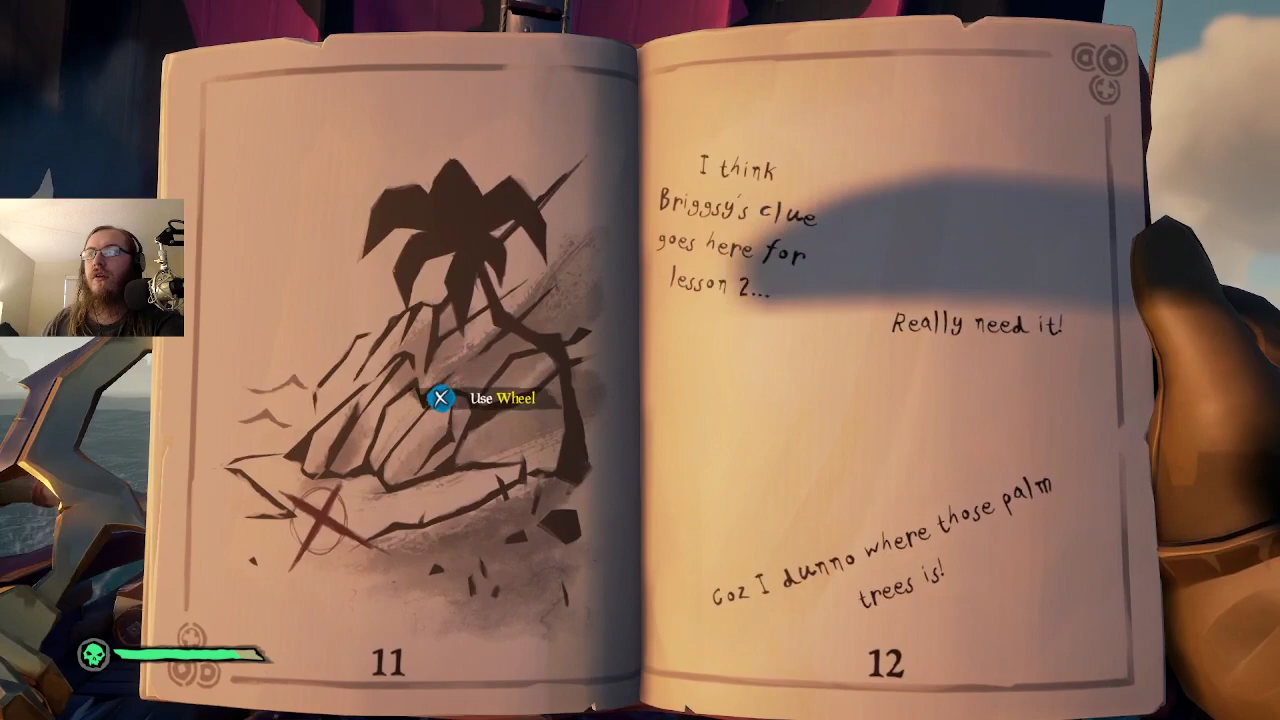 I think
Briggsy's clue
goes here for
lesson 2...
Really need it!
Use Wheel
Coz I dunno where those palm
trees is!
11
12